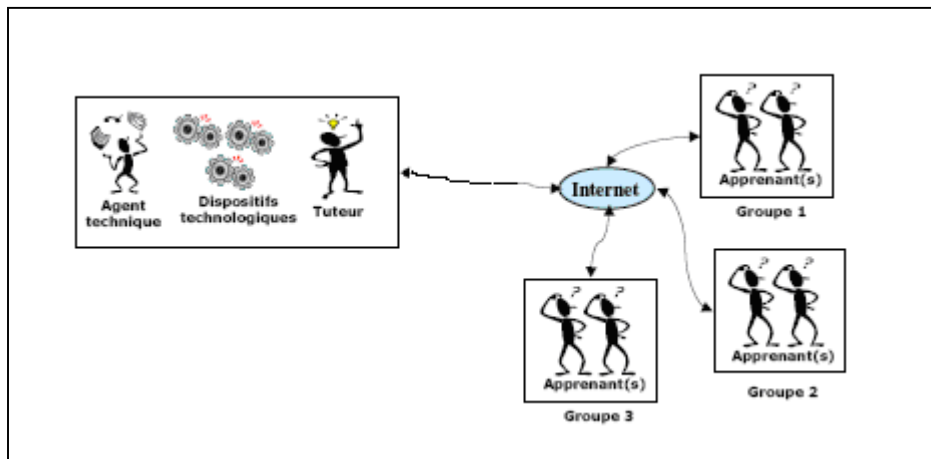 Agent
technique
Dispositifs
technologiques
Tuteur
Internet
?
?
Apprenant(s)
Groupe 1
?
?
Apprenant(s)
Groupe 2
?
?
Apprenant(s)
Groupe 3